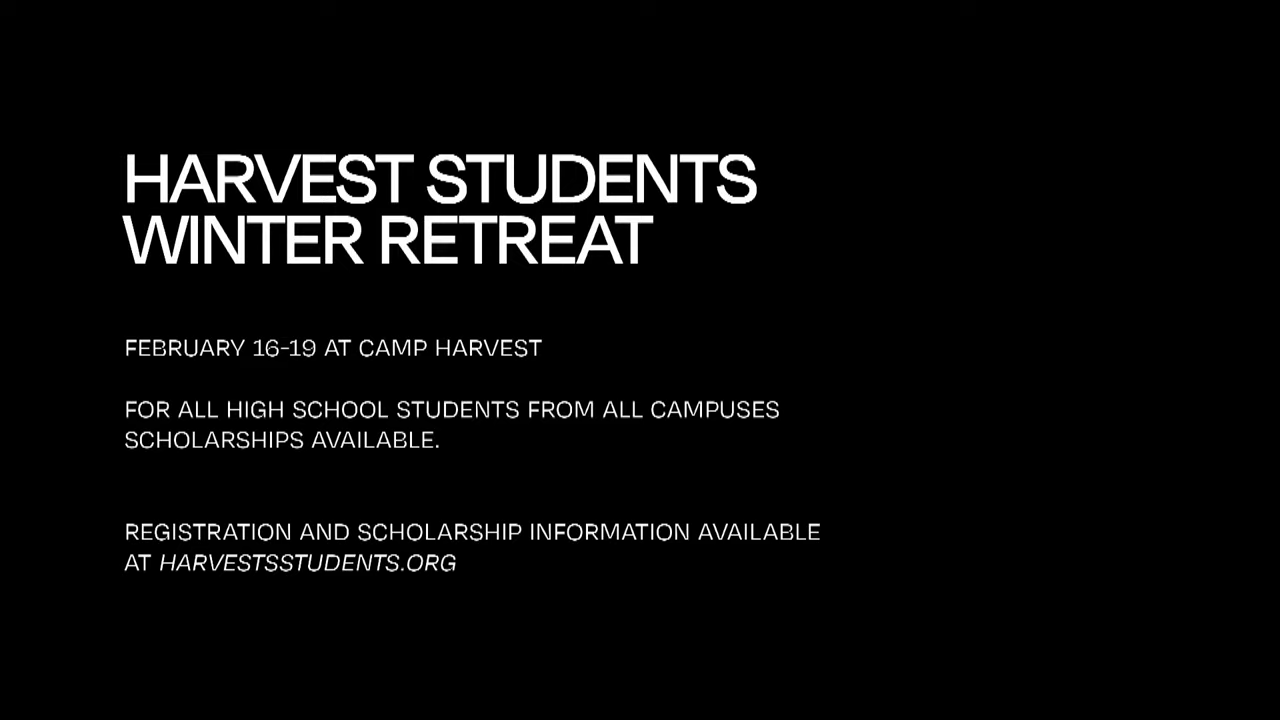 HARVEST STUDENTS
WINTER RETREAT
FEBRUARY 16-19 AT CAMP HARVEST
FOR ALL HIGH SCHOOL STUDENTS FROM ALL CAMPUSES
SCHOLARSHIPS AVAILABLE.
REGISTRATION AND SCHOLARSHIP INFORMATION AVAILABLE
AT HARVESTSSTUDENTS.ORG